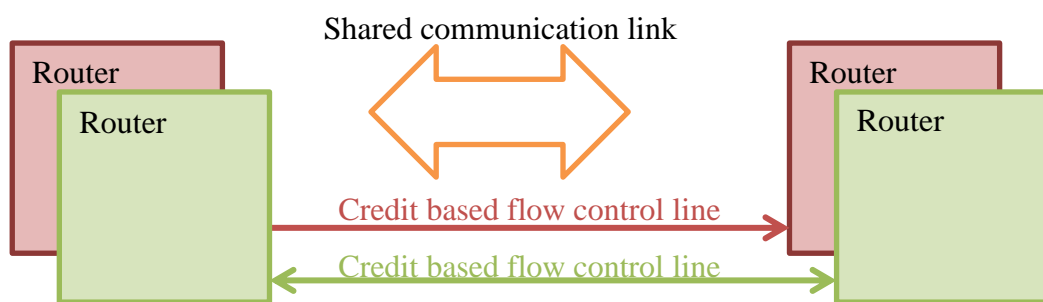 Shared communication link
Router
Router
Router
Router
Credit based flow control line
Credit based flow control line